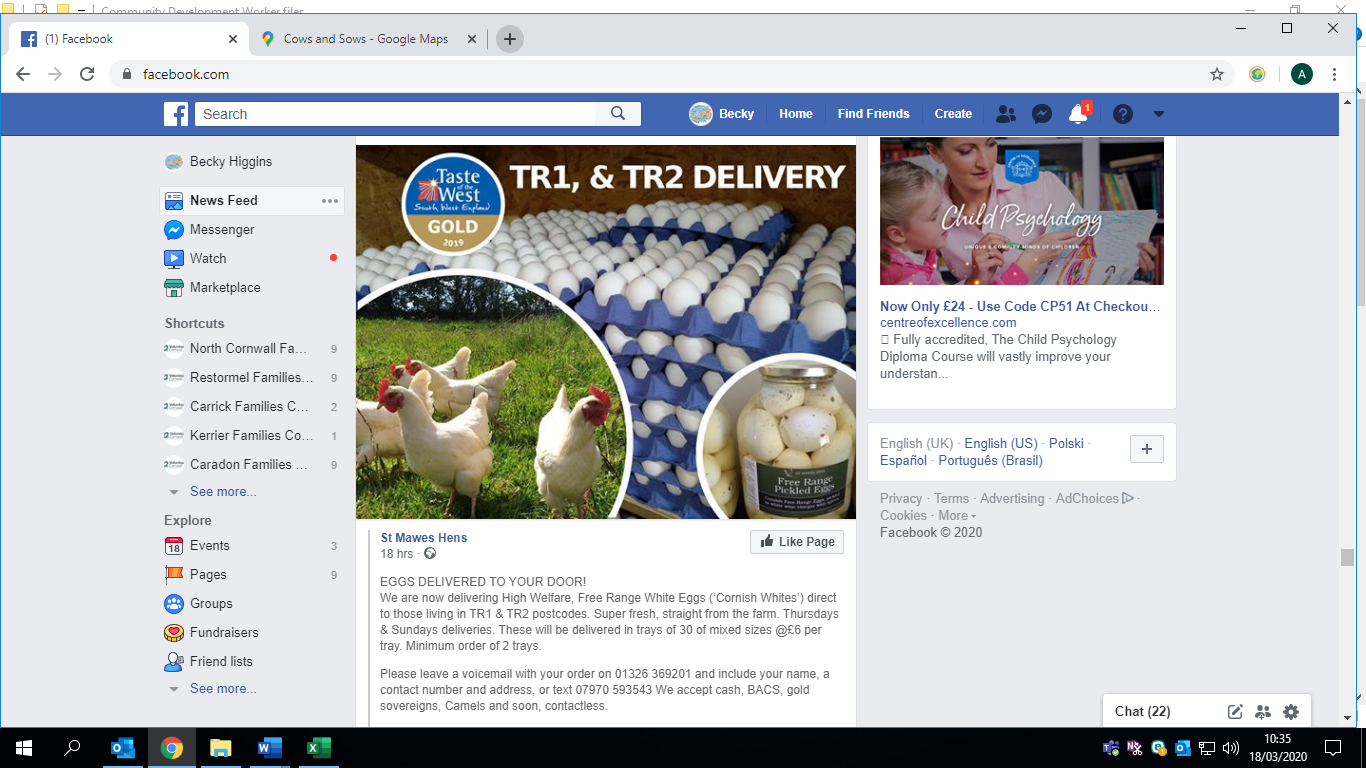 Community Development Worker files
(1) Facebook
Cows and Sows - Google Maps
facebook.com
A
Search
Becky
Home
Find Friends
Create
1
Becky Higgins
News Feed
Messenger
Watch
Marketplace
Shortcuts
North Cornwall Fa... 9
Restormel Families... 9
Carrick Families C... 2
Kerrier Families Co... 1
Caradon Families ... 9
See more...
Explore
18 Events 3
Pages 9
Groups
Fundraisers
Friend lists
See more...
Taste
of the
West
South West England
GOLD
2019
TR1, & TR2 DELIVERY
ST MAWES HENS
Free Range
Pickled Eggs
St Mawes Hens
18 hrs ·
Like Page
EGGS DELIVERED TO YOUR DOOR!
We are now delivering High Welfare, Free Range White Eggs (‘Cornish Whites’) direct
to those living in TR1 & TR2 postcodes. Super fresh, straight from the farm. Thursdays
& Sundays deliveries. These will be delivered in trays of 30 of mixed sizes @£6 per
tray. Minimum order of 2 trays.
Please leave a voicemail with your order on 01326 369201 and include your name, a
contact number and address, or text 07970 593543 We accept cash, BACS, gold
sovereigns, Camels and soon, contactless.
Child Psychology
UNIQUE & COMPLEX MINDS OF CHILDREN
Now Only £24 - Use Code CP51 At Checkou...
centreofexcellence.com
Fully accredited, The Child Psychology
Diploma Course will vastly improve your
understan...
English (UK) · English (US) · Polski ·
Español · Português (Brasil)
Privacy · Terms · Advertising · AdChoices ·
Cookies · More
Facebook © 2020
Chat (22)
10:35
18/03/2020